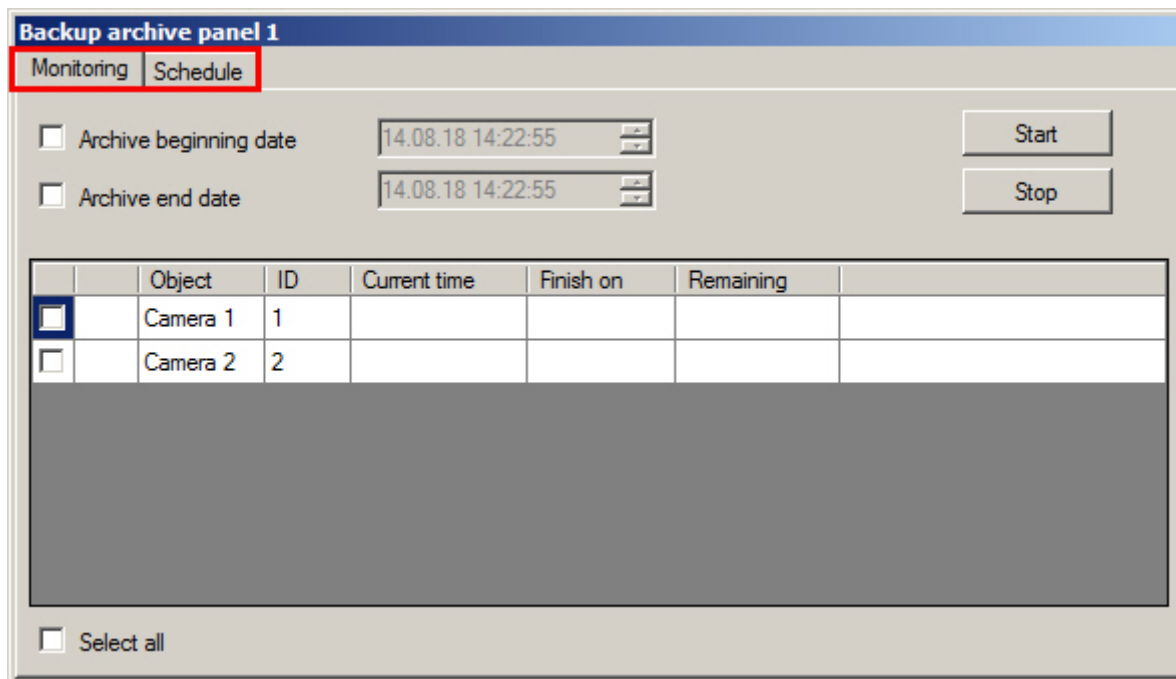 Backup archive panel 1
Monitoring Schedule
Archive beginning date 14.08.18 14:22:55 Start
Archive end date 14.08.18 14:22:55 Stop
Object ID Current time Finish on Remaining
Camera 1 1
Camera 2 2
Select all